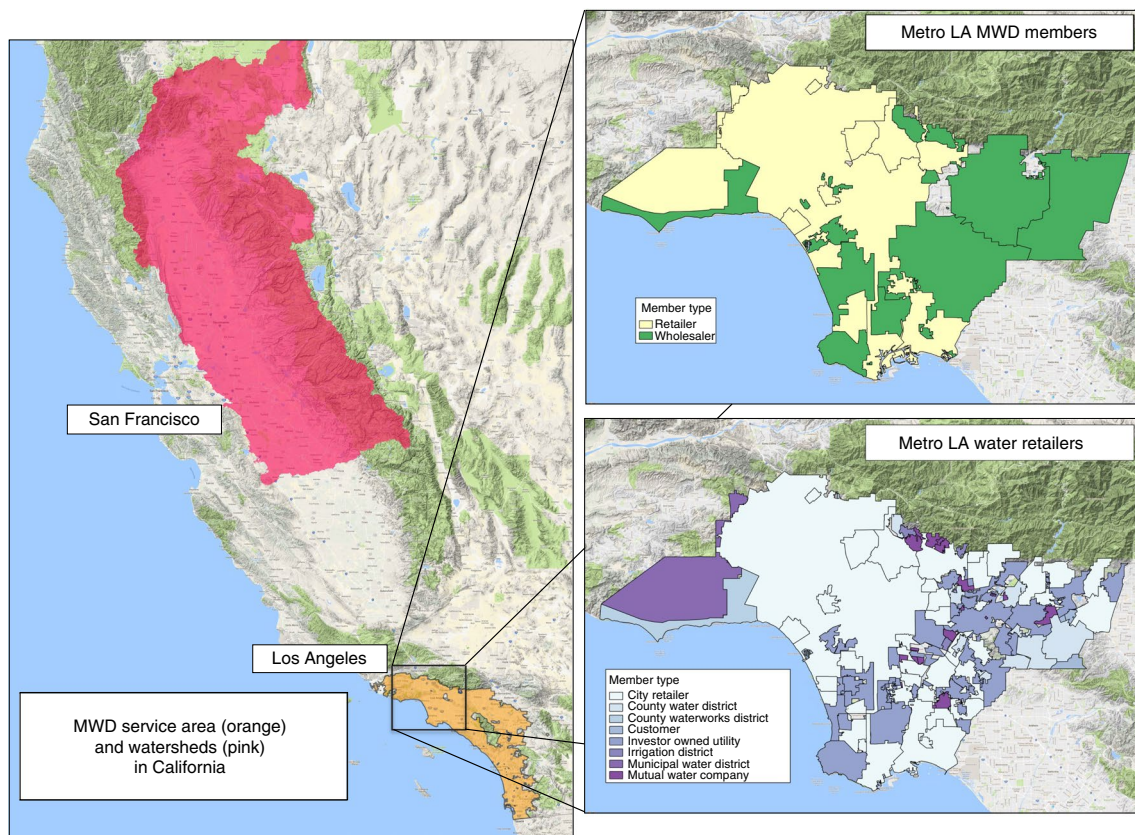 San Francisco
Los Angeles
MWD service area (orange)
and watersheds (pink)
in California
Metro LA MWD members
Member type
Retailer
Wholesaler
Metro LA water retailers
Member type
City retailer
County water district
County waterworks district
Customer
Investor owned utility
Irrigation district
Municipal water district
Mutual water company